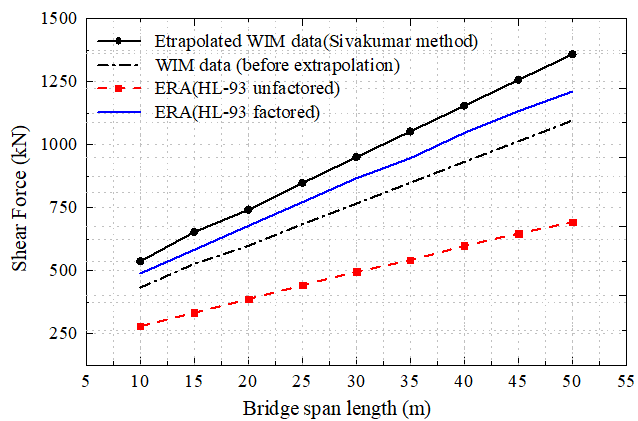 1500
1250
1000
750
500
250
Shear Force (kN)
Etrapolated WIM data(Sivakumar method)
WIM data (before extrapolation)
ERA(HL-93 unfactored)
ERA(HL-93 factored)
5 10 15 20 25 30 35 40 45 50 55
Bridge span length (m)